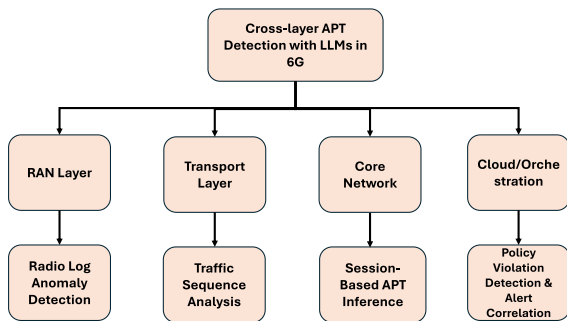 Cross-layer APT
Detection with LLMs in
6G
RAN Layer
Transport
Layer
Core
Network
Cloud/Orche
stration
Radio Log
Anomaly
Detection
Traffic
Sequence
Analysis
Session-
Based APT
Inference
Policy
Violation
Detection &
Alert
Correlation